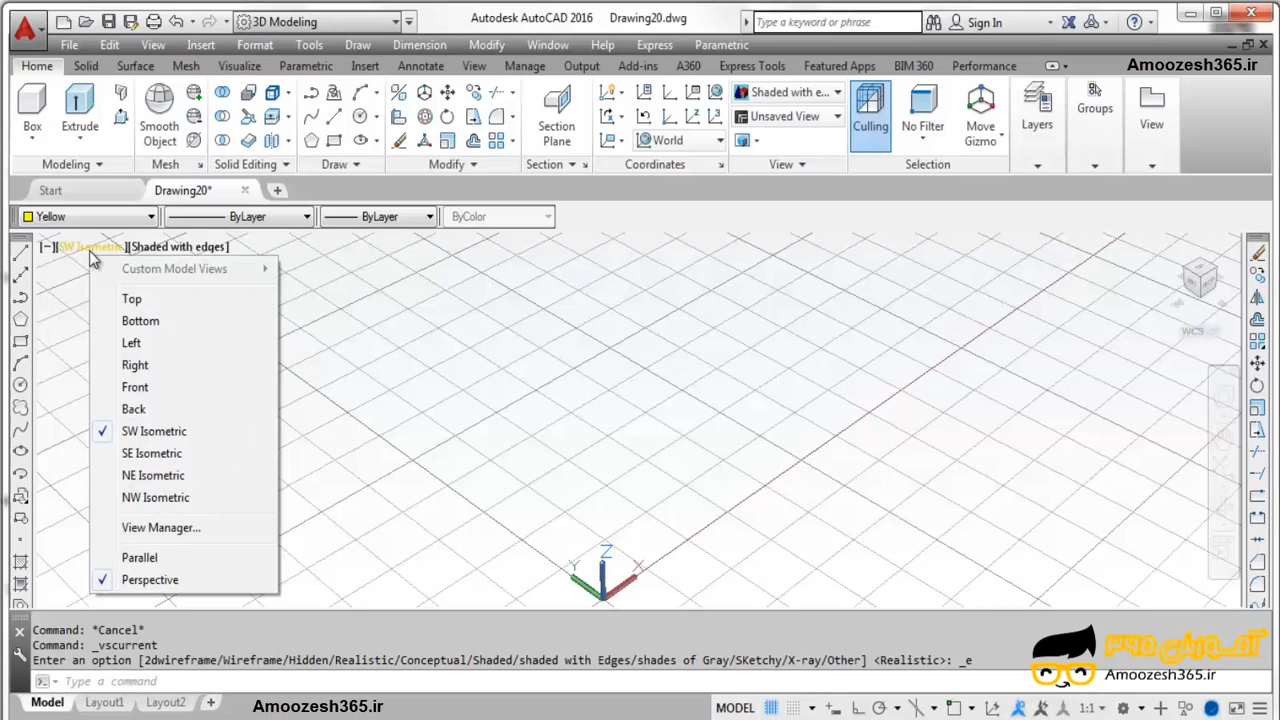 3D Modeling
Autodesk AutoCAD 2016 Drawing20.dwg
Type a keyword or phrase
Sign In
File Edit View Insert Format Tools Draw Dimension Modify Window Help Express Parametric
Home Solid Surface Mesh Visualize Parametric Insert Annotate View Manage Output Add-ins A360 Express Tools Featured Apps BIM 360 Performance
Amoozesh365.ir
Box
Extrude
Smooth
Object
Section
Plane
World
Shaded with e...
Unsaved View
Culling
No Filter
Move
Gizmo
Layers
Groups
View
Modeling Mesh Solid Editing Draw Modify Section Coordinates View Selection
Start Drawing20*
Yellow ByLayer ByLayer ByColor
[−][SW Isometric][Shaded with edges]
Custom Model Views
Top
Bottom
Left
Right
Front
Back
SW Isometric
SE Isometric
NE Isometric
NW Isometric
View Manager...
Parallel
Perspective
WCS
Y Z X
Command: *Cancel*
Command: _vscurrent
Enter an option [2dwireframe/Wireframe/Hidden/Realistic/Conceptual/Shaded/shaded with Edges/shades of Gray/SKetchy/X-ray/Other] <Realistic>: _e
Type a command
آموزش ۳۶۵
Amoozesh365.ir
Model Layout1 Layout2
Amoozesh365.ir
MODEL
1:1